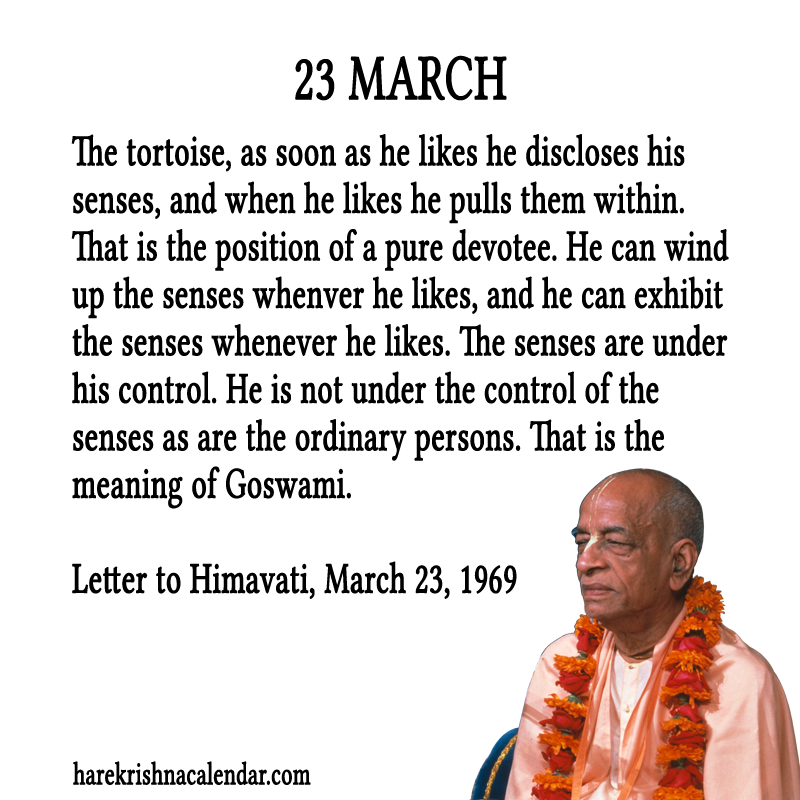 23 MARCH
The tortoise, as soon as he likes he discloses his
senses, and when he likes he pulls them within.
That is the position of a pure devotee. He can wind
up the senses whenver he likes, and he can exhibit
the senses whenever he likes. The senses are under
his control. He is not under the control of the
senses as are the ordinary persons. That is the
meaning of Goswami.
Letter to Himavati, March 23, 1969
harekrishnacalendar.com